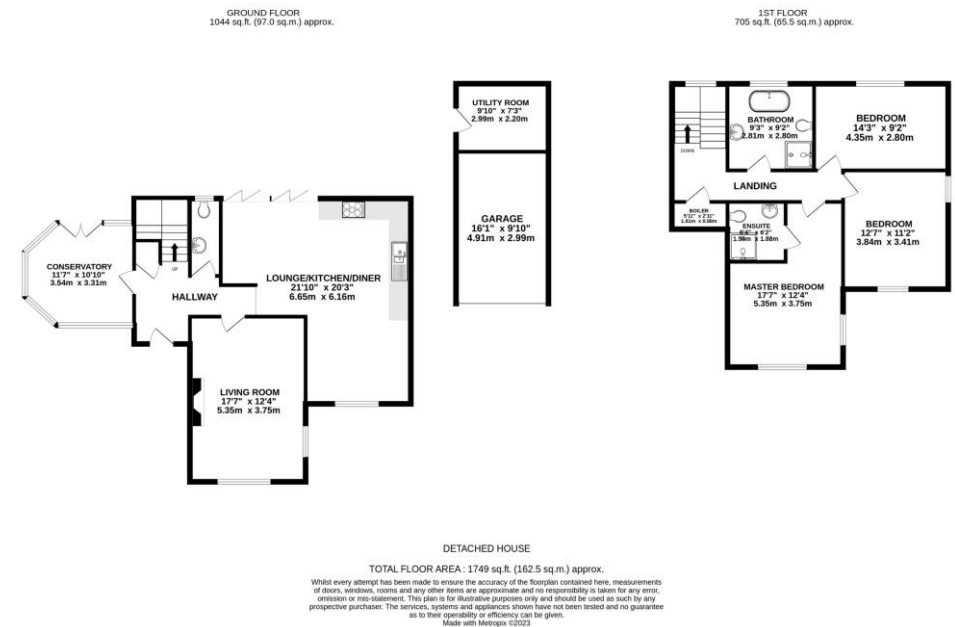 GROUND FLOOR
1044 sq.ft. (97.0 sq.m.) approx.
1ST FLOOR
705 sq.ft. (65.5 sq.m.) approx.
UTILITY ROOM
9'10" x 7'3"
2.99m x 2.20m
GARAGE
16'1" x 9'10"
4.91m x 2.99m
CONSERVATORY
11'7" x 10'10"
3.54m x 3.31m
UP
HALLWAY
LOUNGE/KITCHEN/DINER
21'10" x 20'3"
6.65m x 6.16m
LIVING ROOM
17'7" x 12'4"
5.35m x 3.75m
DOWN
BATHROOM
9'3" x 9'2"
2.81m x 2.80m
BEDROOM
14'3" x 9'2"
4.35m x 2.80m
LANDING
BOILER
5'11" x 2'11"
ENSUITE
x 6'2"
1.88m
BEDROOM
12'7" x 11'2"
3.84m x 3.41m
MASTER BEDROOM
17'7" x 12'4"
5.35m x 3.75m
DETACHED HOUSE
TOTAL FLOOR AREA : 1749 sq.ft. (162.5 sq.m.) approx.
Whilst every attempt has been made to ensure the accuracy of the floorplan contained here, measurements
of doors, windows, rooms and any other items are approximate and no responsibility is taken for any error,
omission or mis-statement. This plan is for illustrative purposes only and should be used as such by any
prospective purchaser. The services, systems and appliances shown have not been tested and no guarantee
as to their operability or efficiency can be given.
Made with Metropix ©2023